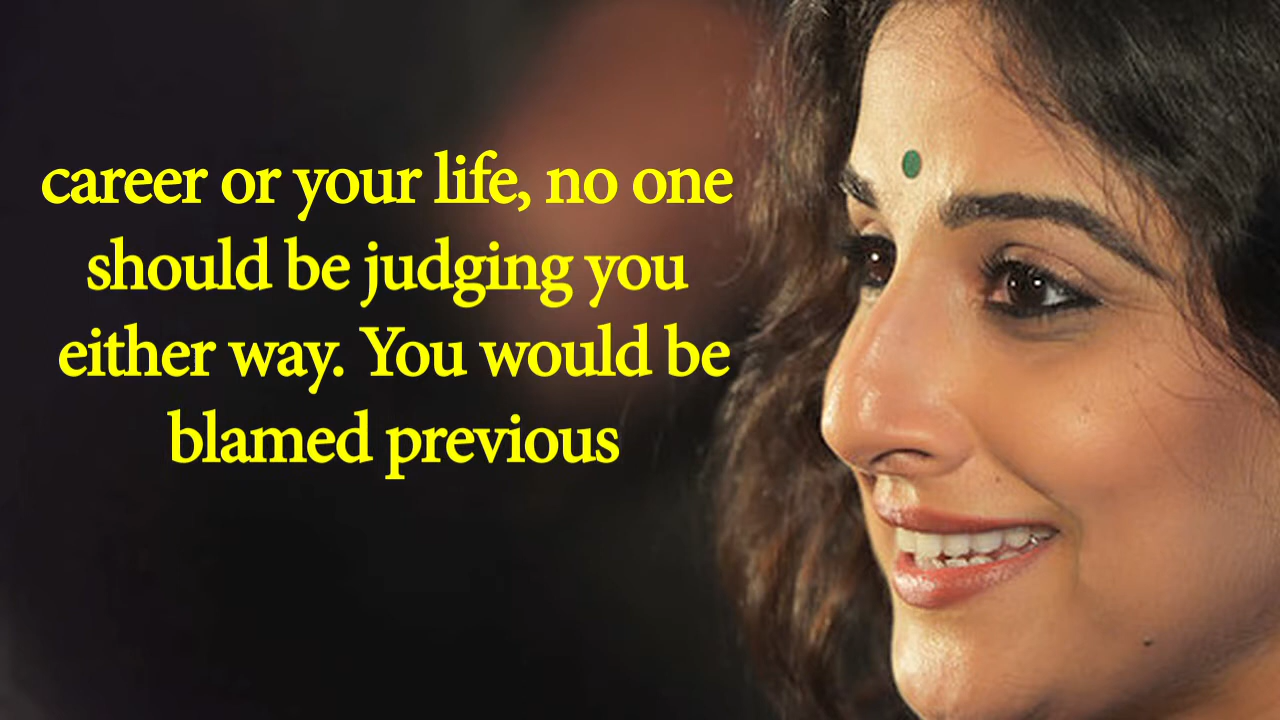 career or your life, no one
should be judging you
either way. You would be
blamed previous